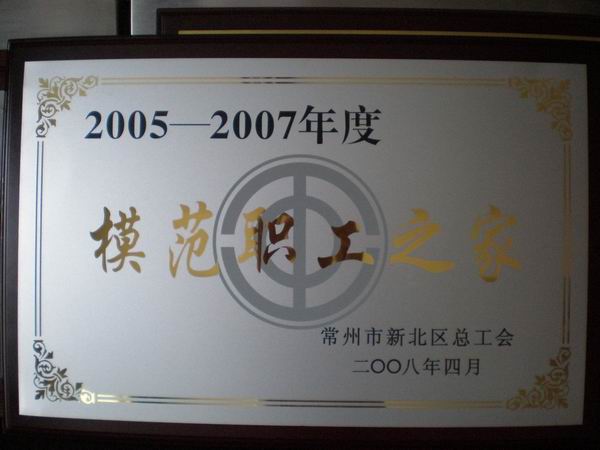 2005—2007年度
模范职工之家
常州市新北区总工会
二〇〇八年四月